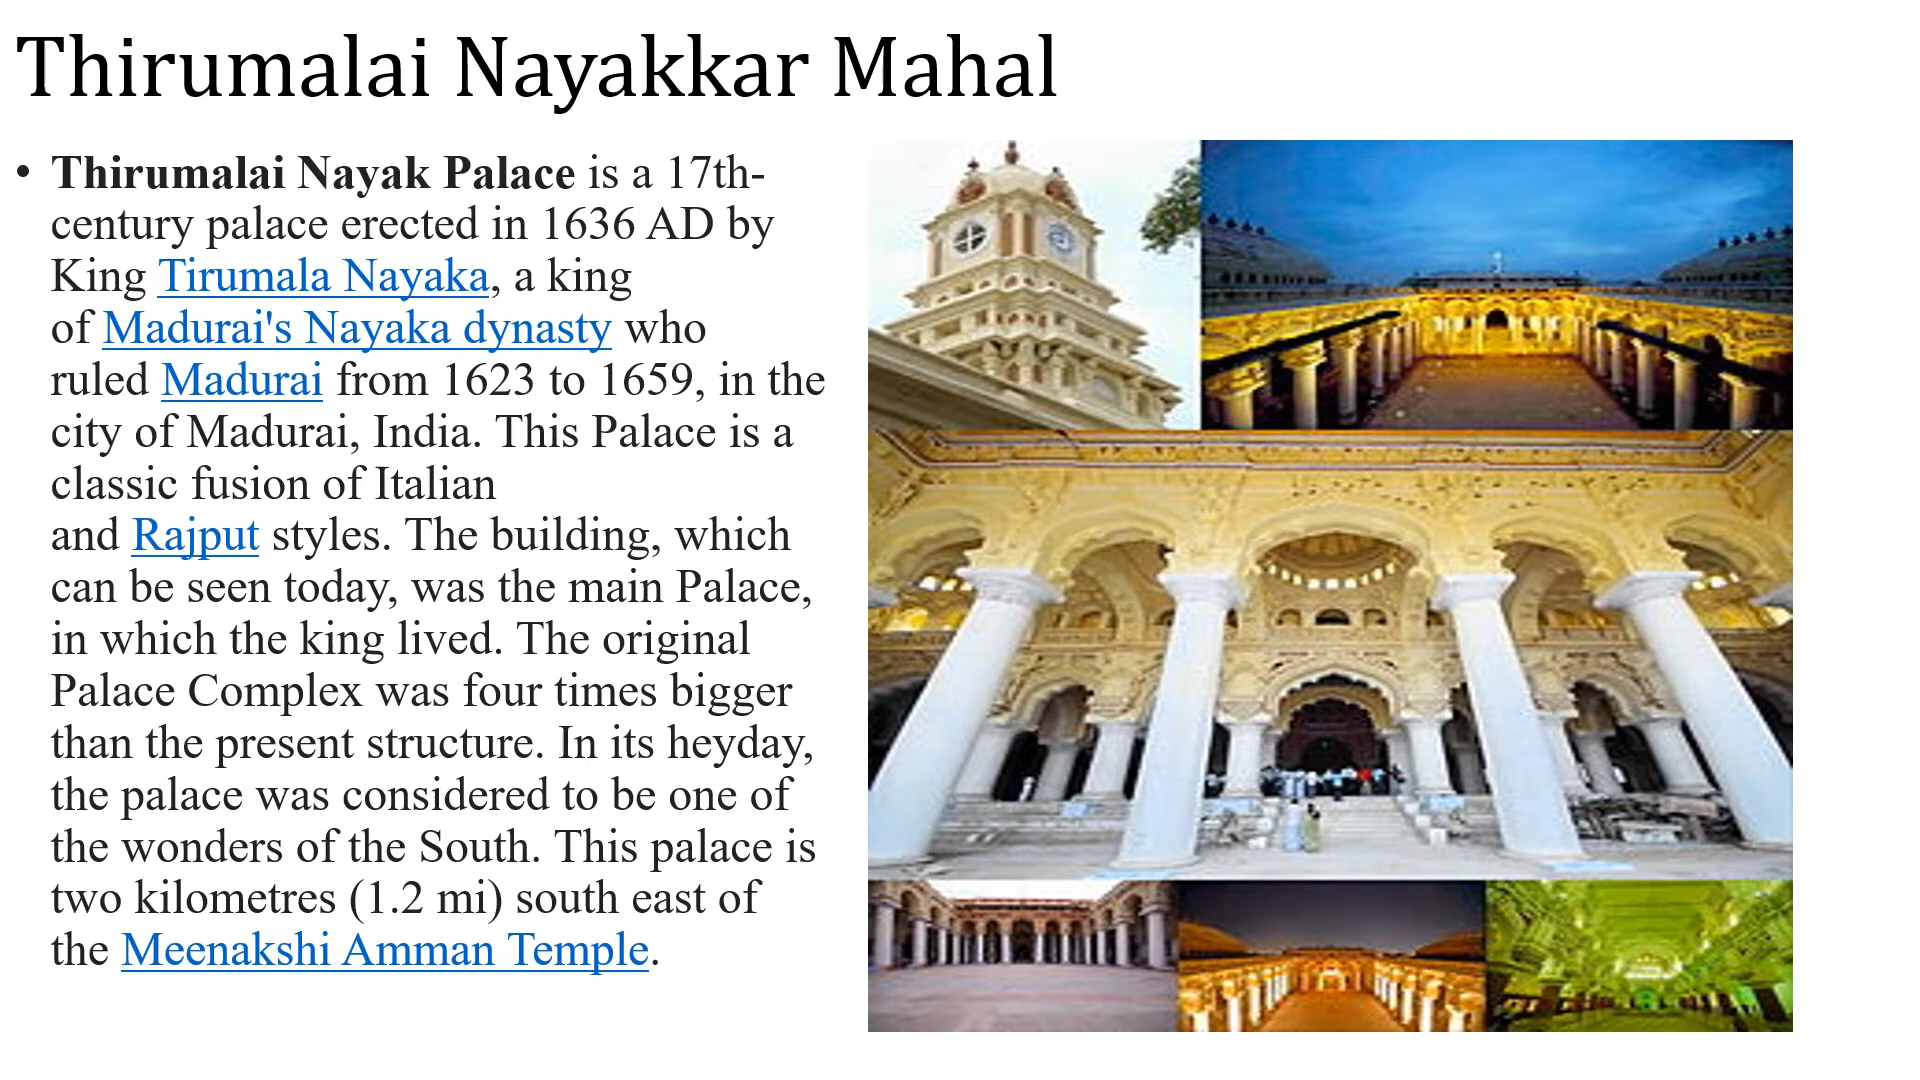 Thirumalai Nayakkar Mahal
• Thirumalai Nayak Palace is a 17th-
century palace erected in 1636 AD by
King Tirumala Nayaka, a king
of Madurai's Nayaka dynasty who
ruled Madurai from 1623 to 1659, in the
city of Madurai, India. This Palace is a
classic fusion of Italian
and Rajput styles. The building, which
can be seen today, was the main Palace,
in which the king lived. The original
Palace Complex was four times bigger
than the present structure. In its heyday,
the palace was considered to be one of
the wonders of the South. This palace is
two kilometres (1.2 mi) south east of
the Meenakshi Amman Temple.